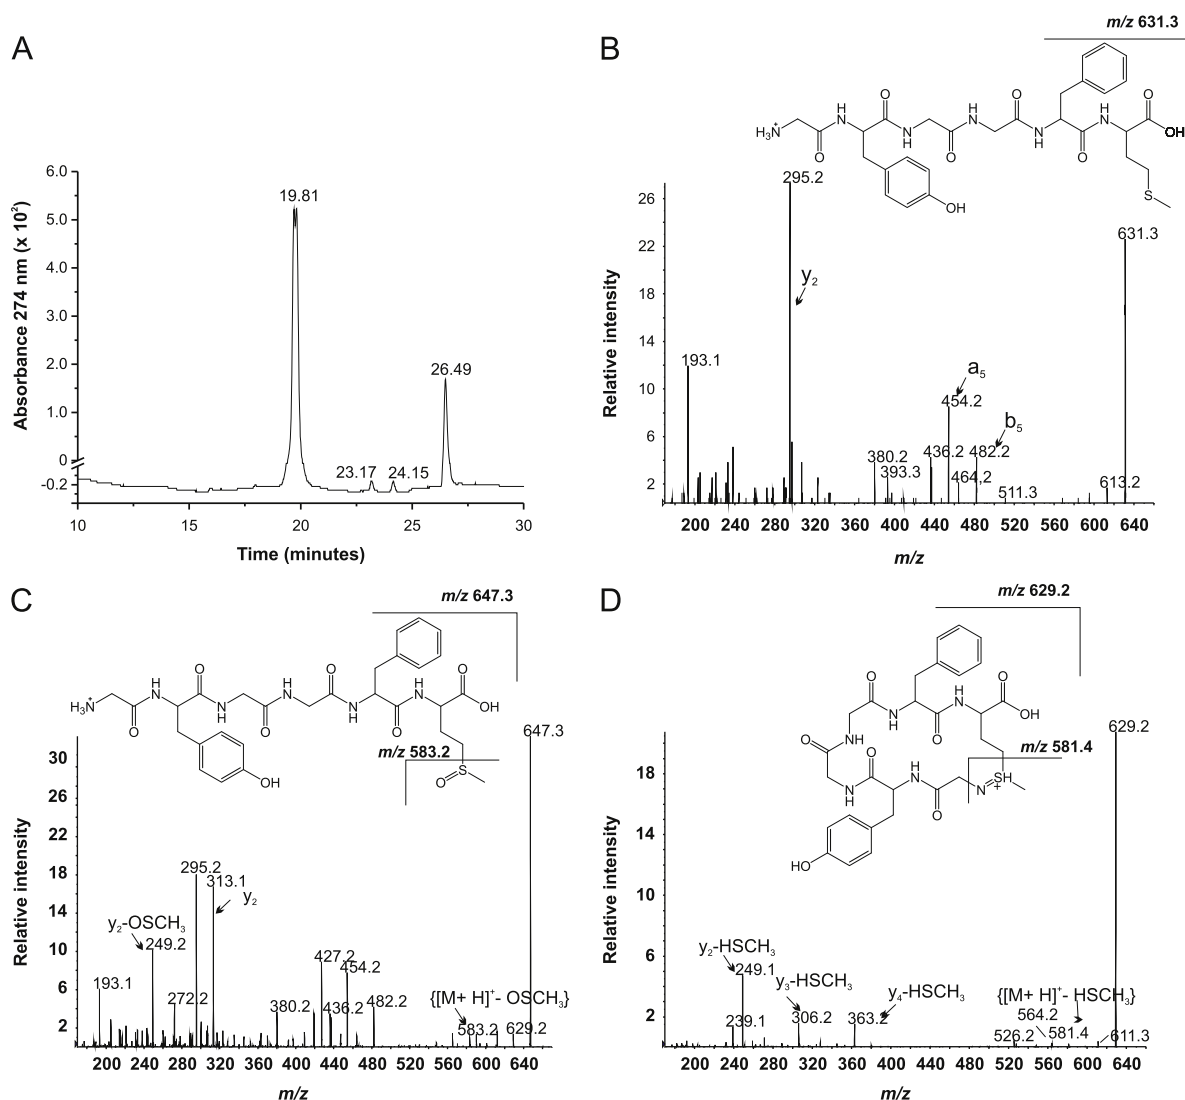 A
Absorbance 274 nm (x 10²)
6.0
5.0
4.0
3.0
2.0
1.0
0
-0.2
19.81
26.49
23.17
24.15
10
15
20
25
30
Time (minutes)
B
m/z 631.3
H₃N⁺
O
H
N
O
N
H
O
H
N
O
N
H
O
H
N
O
OH
S
OH
Relative intensity
26
22
18
14
10
6
2
295.2
y₂
193.1
a₅
454.2
b₅
380.2
436.2
482.2
393.3
464.2
511.3
613.2
631.3
200 240 280 320 360 400 440 480 520 560 600 640
m/z
C
m/z 647.3
H₃N⁺
O
H
N
O
N
H
O
H
N
O
N
H
O
H
N
O
OH
OH
m/z 583.2
O
S
Relative intensity
30
26
22
18
14
10
6
2
647.3
295.2
313.1
y₂
y₂-OSCH₃
249.2
193.1
272.2
380.2
427.2
454.2
436.2
482.2
{[M+ H]⁺- OSCH₃}
583.2
629.2
200 240 280 320 360 400 440 480 520 560 600 640
m/z
D
m/z 629.2
O
H
N
O
H
N
O
OH
O
NH
O
N
H
H
N
O
N
SH
+
HO
m/z 581.4
Relative intensity
18
14
10
6
2
629.2
y₂-HSCH₃
249.1
y₃-HSCH₃
239.1
306.2
y₄-HSCH₃
363.2
{[M+ H]⁺- HSCH₃}
564.2
526.2
581.4
611.3
200 240 280 320 360 400 440 480 520 560 600 640
m/z